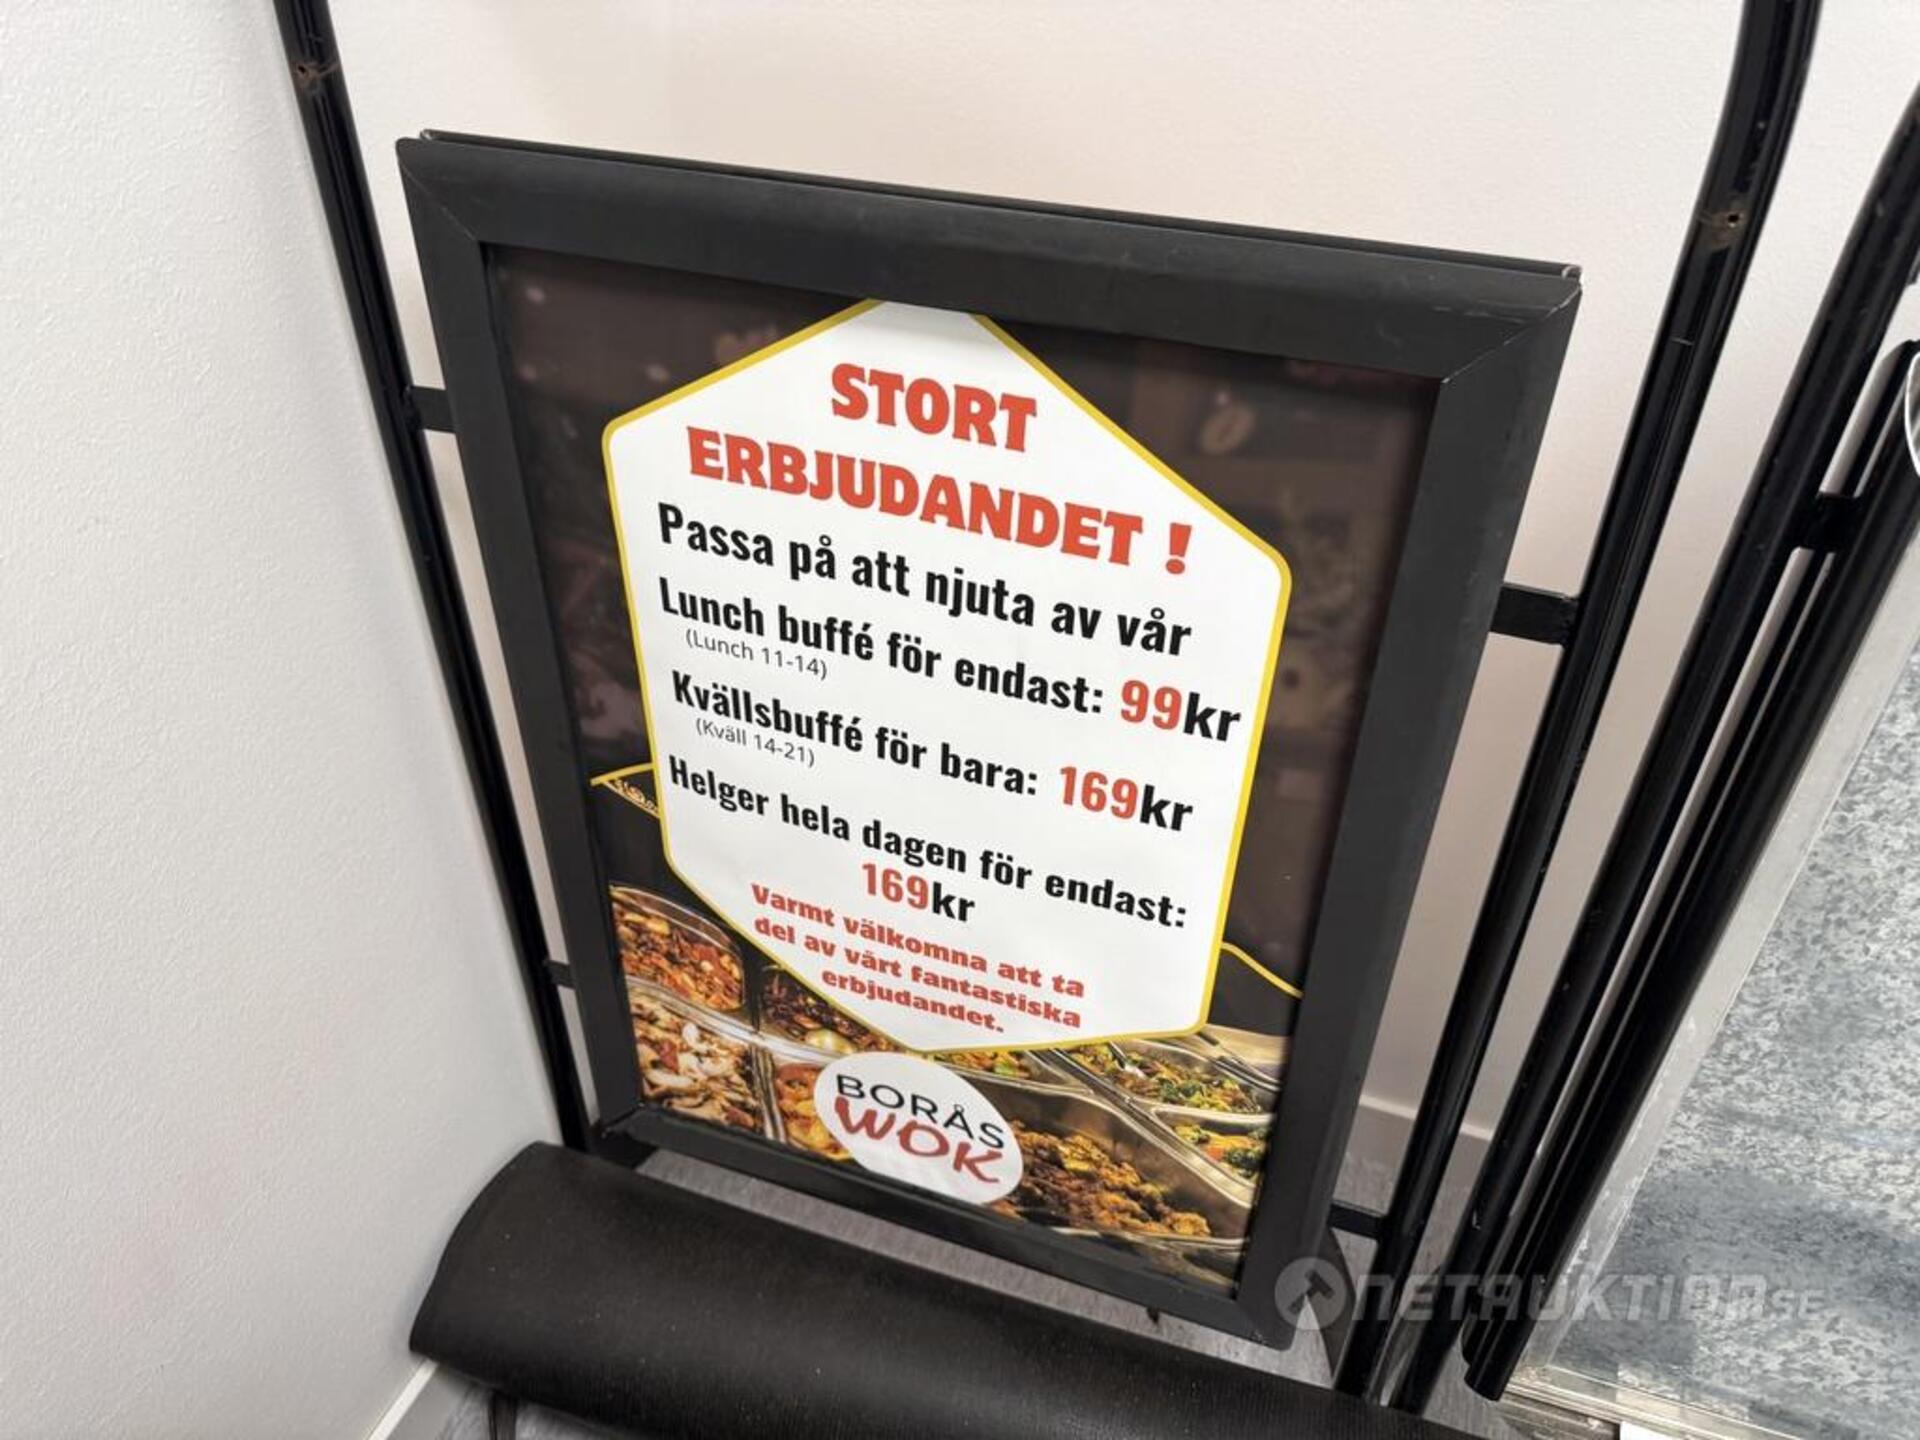 STORT
ERBJUDANDET !
Passa på att njuta av vår
Lunch buffé för endast: 99kr
(Lunch 11-14)
Kvällsbuffé för bara: 169kr
(Kväll 14-21)
Helger hela dagen för endast:
169kr
Varmt välkomna att ta
del av vårt fantastiska
erbjudandet.
BORÅS
WOK
NETAUKTION.SE